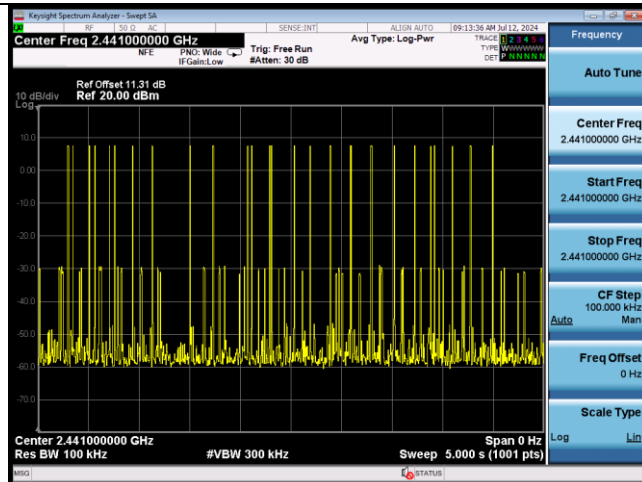 Keysight Spectrum Analyzer - Swept SA
RF 50 Ω AC SENSE:INT ALIGN AUTO 09:13:36 AM Jul 12, 2024
Center Freq 2.441000000 GHz
NFE PNO: Wide IFGain:Low
Trig: Free Run #Atten: 30 dB
Avg Type: Log-Pwr
TRACE 1 2 3 4 5 6
TYPE WWWWWW
DET P N N N N N
Ref Offset 11.31 dB
10 dB/div Ref 20.00 dBm
Log
10.0
0.00
-10.0
-20.0
-30.0
-40.0
-50.0
-60.0
-70.0
Center 2.441000000 GHz Span 0 Hz
Res BW 100 kHz #VBW 300 kHz Sweep 5.000 s (1001 pts)
MSG STATUS
Frequency
Auto Tune
Center Freq
2.441000000 GHz
Start Freq
2.441000000 GHz
Stop Freq
2.441000000 GHz
CF Step
100.000 kHz
Auto Man
Freq Offset
0 Hz
Scale Type
Log Lin